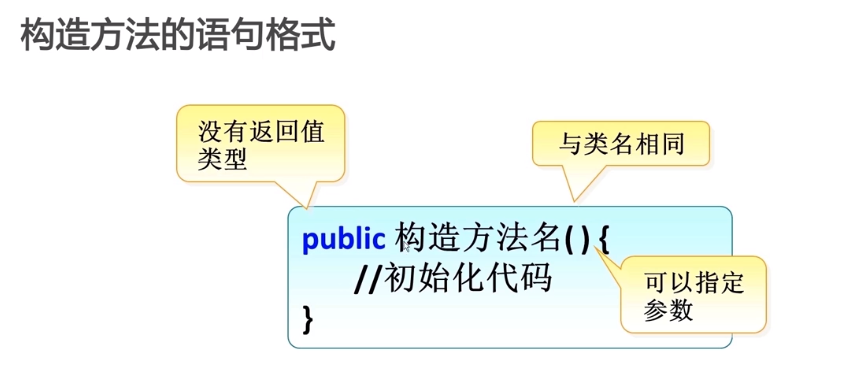 构造方法的语句格式
没有返回值
类型
与类名相同
public 构造方法名( ) {
//初始化代码
}
可以指定
参数